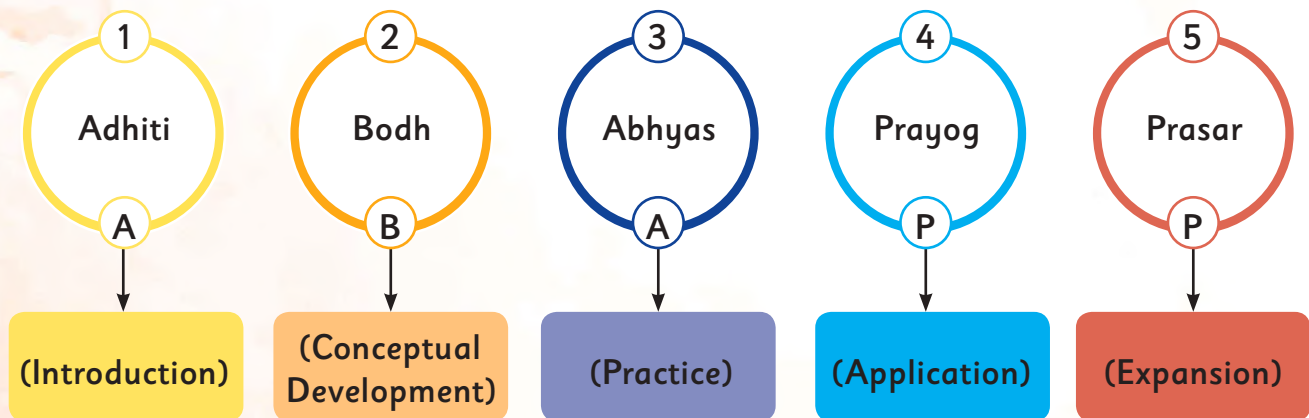 1 2 3 4 5
Adhiti Bodh Abhyas Prayog Prasar
A B A P P
(Introduction) (Conceptual Development) (Practice) (Application) (Expansion)